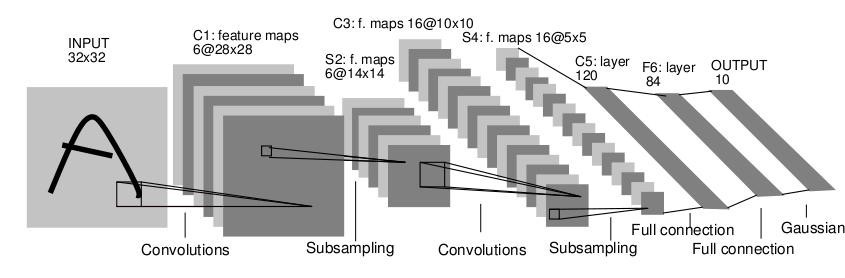 INPUT
32x32
C1: feature maps
6@28x28
S2: f. maps
6@14x14
C3: f. maps 16@10x10
S4: f. maps 16@5x5
C5: layer
120
F6: layer
84
OUTPUT
10
A
Convolutions
Subsampling
Convolutions
Subsampling
Full connection
Full connection
Gaussian